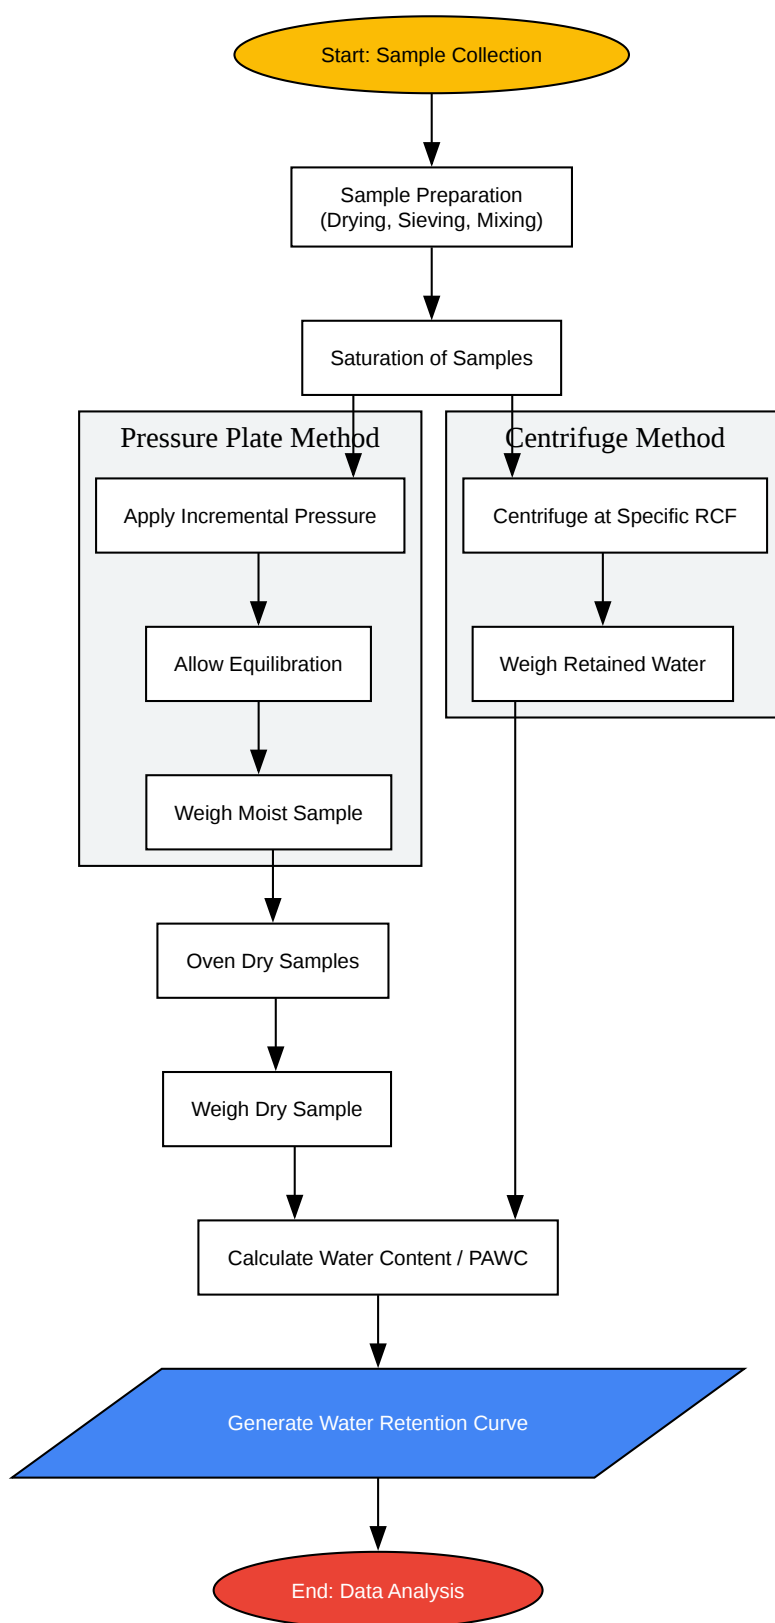 Start: Sample Collection
Sample Preparation
(Drying, Sieving, Mixing)
Saturation of Samples
Pressure Plate Method
Apply Incremental Pressure
Allow Equilibration
Weigh Moist Sample
Centrifuge Method
Centrifuge at Specific RCF
Weigh Retained Water
Oven Dry Samples
Weigh Dry Sample
Calculate Water Content / PAWC
Generate Water Retention Curve
End: Data Analysis